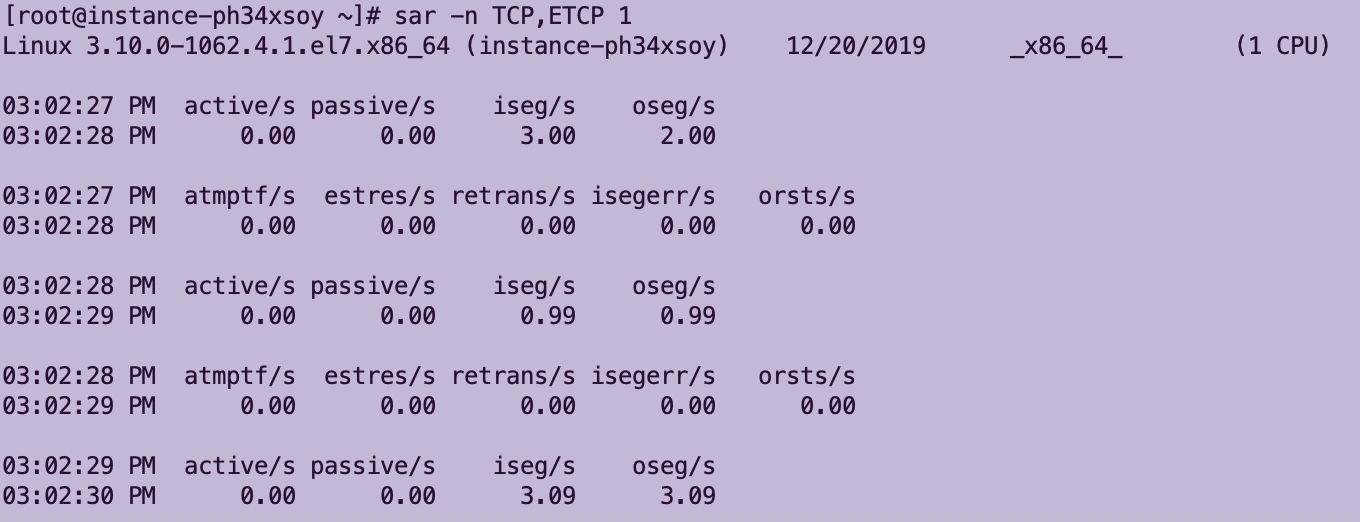 [root@instance-ph34xsoy ~]# sar -n TCP,ETCP 1
Linux 3.10.0-1062.4.1.el7.x86_64 (instance-ph34xsoy)    12/20/2019      _x86_64_        (1 CPU)
03:02:27 PM  active/s passive/s    iseg/s    oseg/s
03:02:28 PM      0.00      0.00      3.00      2.00
03:02:27 PM  atmptf/s  estres/s retrans/s isegerr/s   orsts/s
03:02:28 PM      0.00      0.00      0.00      0.00      0.00
03:02:28 PM  active/s passive/s    iseg/s    oseg/s
03:02:29 PM      0.00      0.00      0.99      0.99
03:02:28 PM  atmptf/s  estres/s retrans/s isegerr/s   orsts/s
03:02:29 PM      0.00      0.00      0.00      0.00      0.00
03:02:29 PM  active/s passive/s    iseg/s    oseg/s
03:02:30 PM      0.00      0.00      3.09      3.09